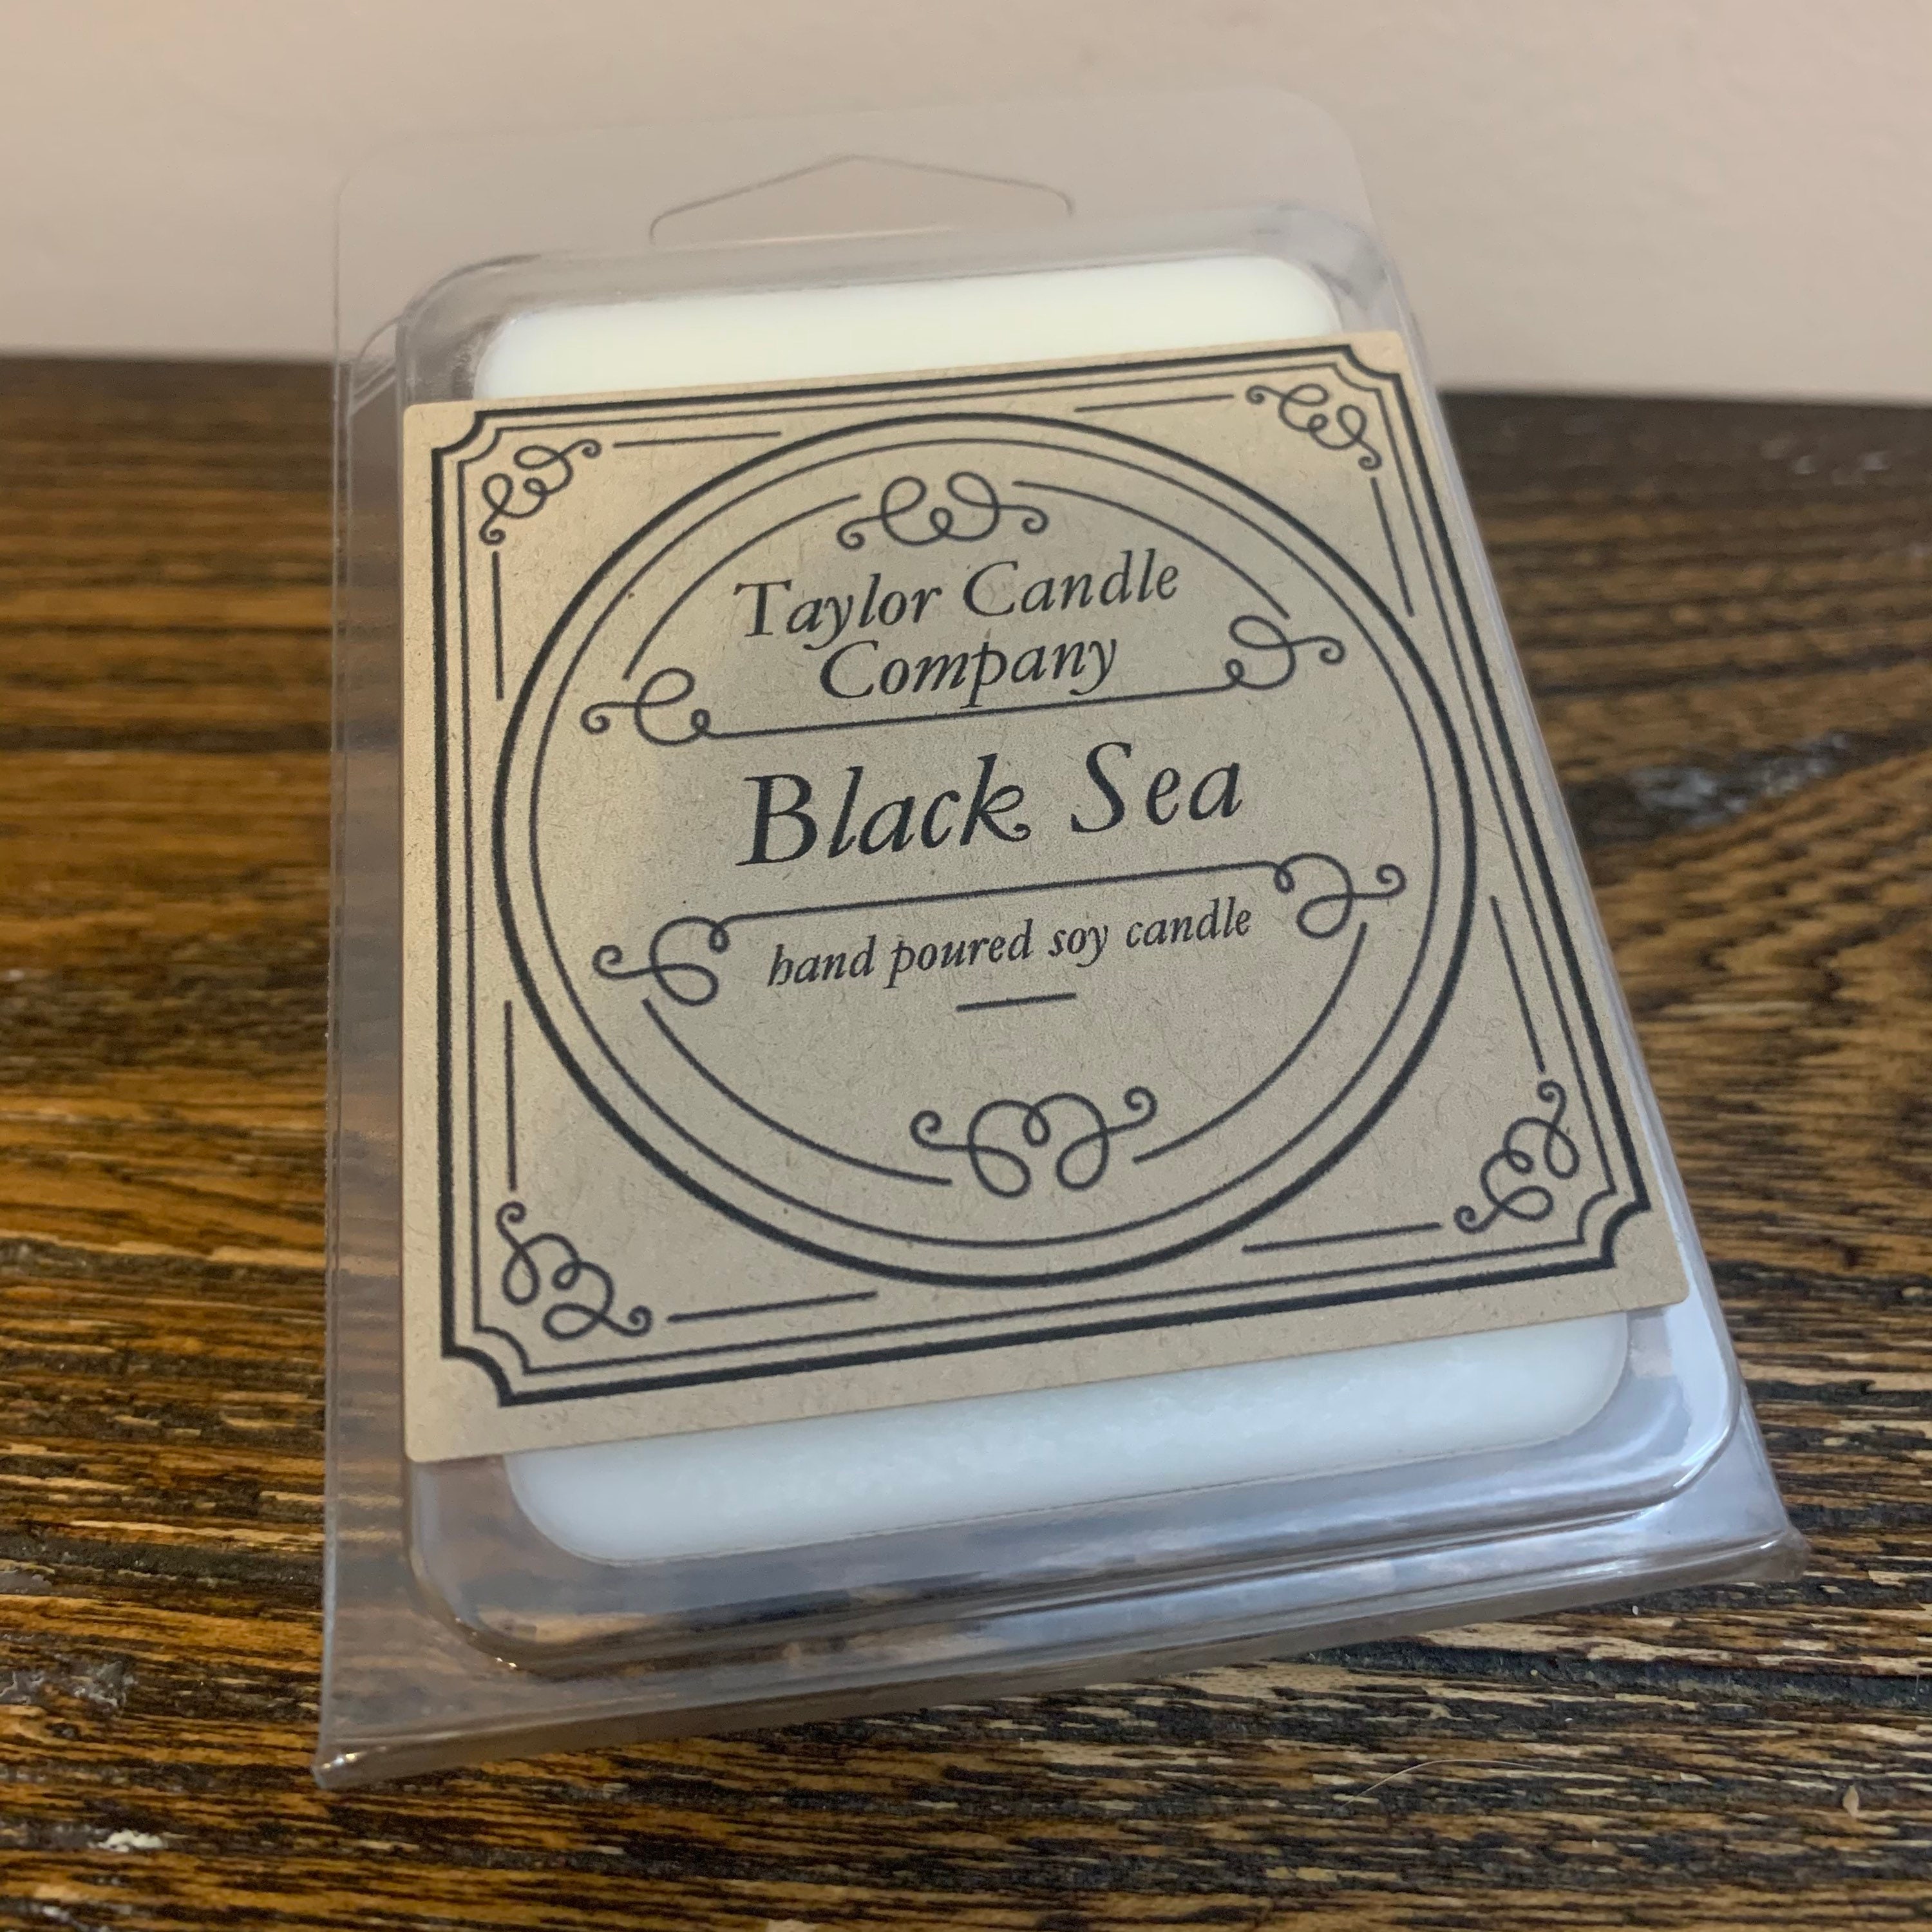 Taylor Candle
Company
Black Sea
hand poured soy candle